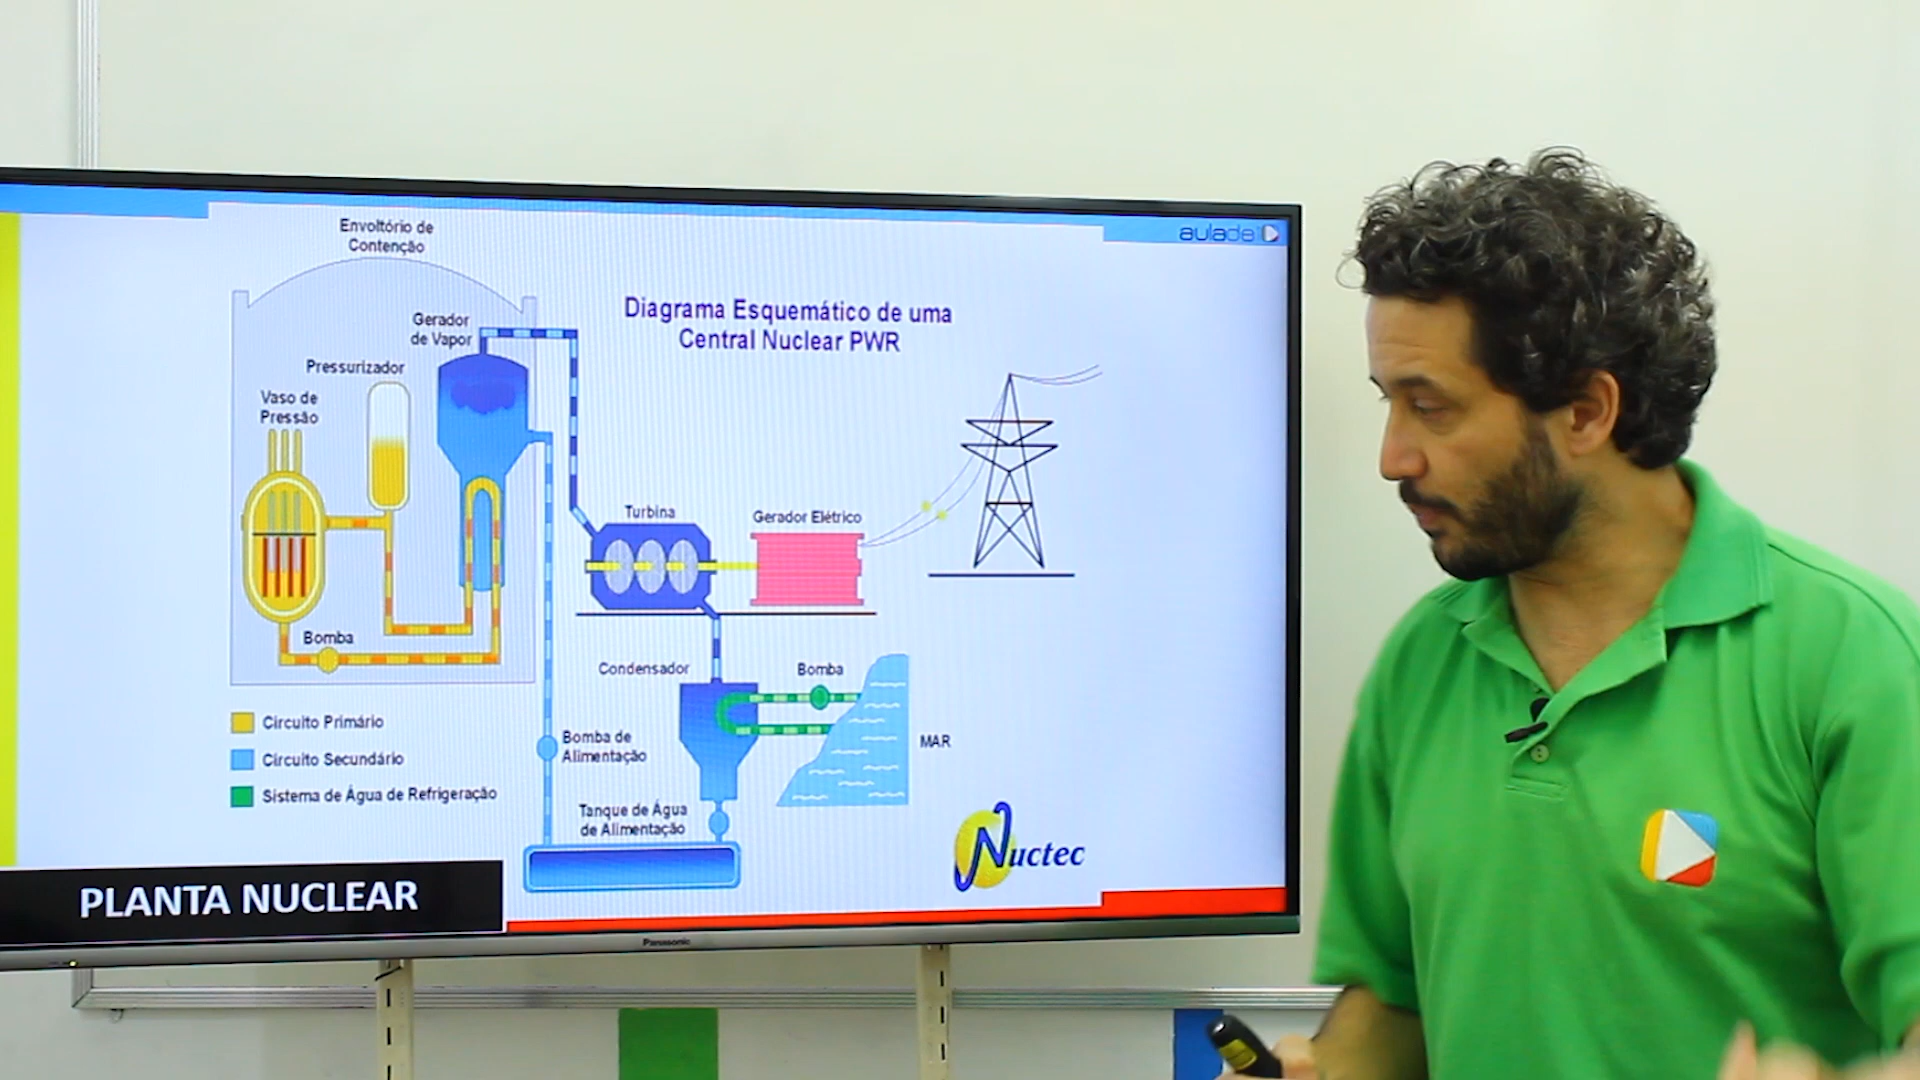 aulade
Envoltório de
Contenção
Diagrama Esquemático de uma
Central Nuclear PWR
Gerador
de Vapor
Pressurizador
Vaso de
Pressão
Turbina
Gerador Elétrico
Bomba
Condensador
Bomba
Circuito Primário
Circuito Secundário
Sistema de Água de Refrigeração
Bomba de
Alimentação
MAR
Tanque de Água
de Alimentação
Nuctec
PLANTA NUCLEAR
Panasonic